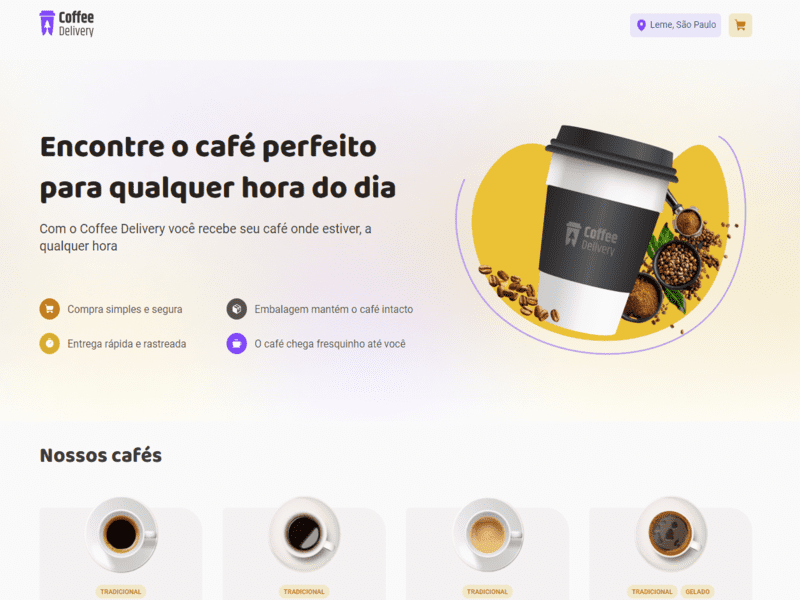 Coffee
Delivery
Leme, São Paulo
Encontre o café perfeito
para qualquer hora do dia
Com o Coffee Delivery você recebe seu café onde estiver, a
qualquer hora
Coffee
Delivery
Compra simples e segura
Embalagem mantém o café intacto
Entrega rápida e rastreada
O café chega fresquinho até você
Nossos cafés
TRADICIONAL
TRADICIONAL
TRADICIONAL
TRADICIONAL GELADO